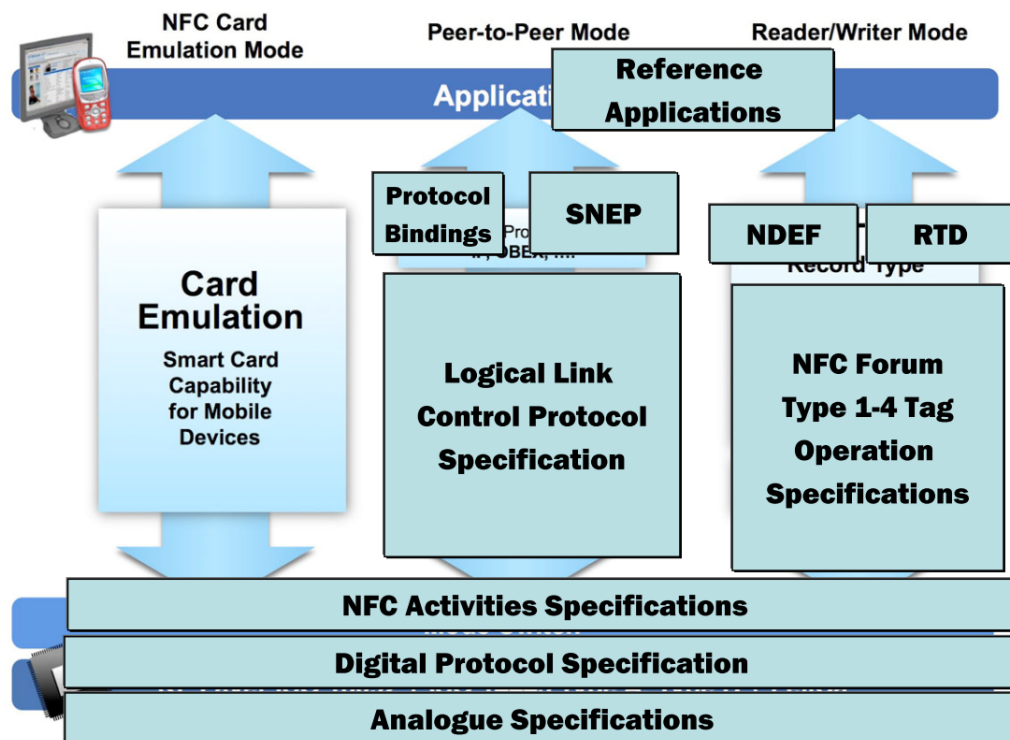 NFC Card
Emulation Mode
Peer-to-Peer Mode
Reader/Writer Mode
Reference
Applications
Protocol
Bindings
SNEP
NDEF
RTD
OBEX, ....
Record Type
Card
Emulation
Smart Card
Capability
for Mobile
Devices
Logical Link
Control Protocol
Specification
NFC Forum
Type 1-4 Tag
Operation
Specifications
NFC Activities Specifications
Digital Protocol Specification
Analogue Specifications